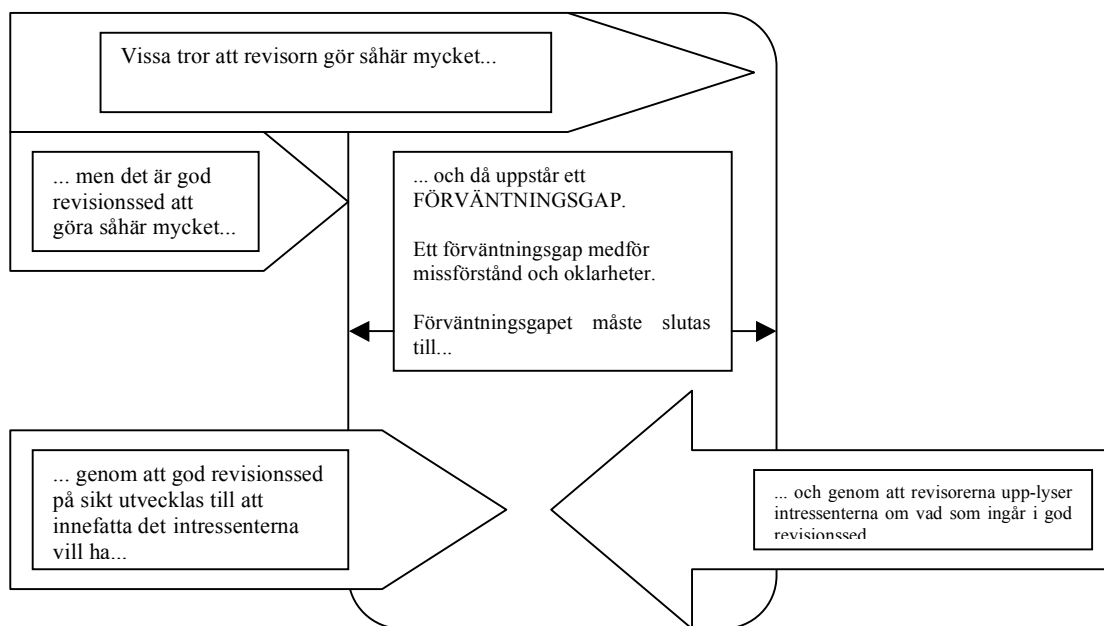 Vissa tror att revisorn gör såhär mycket...
... men det är god
revisionssed att
göra såhär mycket...
... och då uppstår ett
FÖRVÄNTNINGSGAP.
Ett förväntningsgap medför
missförstånd och oklarheter.
Förväntningsgapet måste slutas
till...
... genom att god revisionssed
på sikt utvecklas till att
innefatta det intressenterna
vill ha...
... och genom att revisorerna upp-lyser
intressenterna om vad som ingår i god
revisionssed